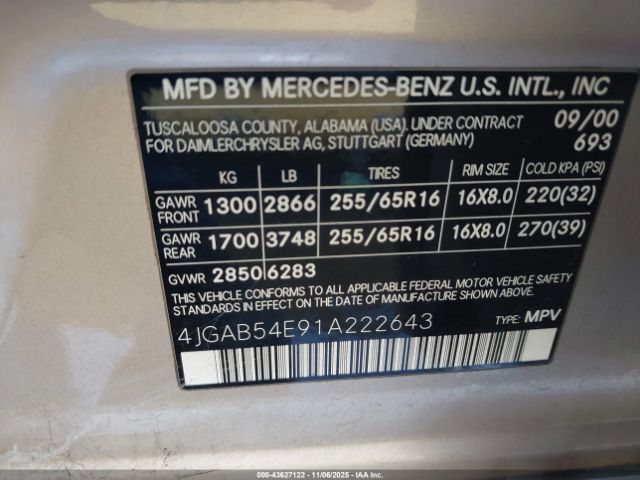 MFD BY MERCEDES-BENZ U.S. INTL., INC
TUSCALOOSA COUNTY, ALABAMA (USA). UNDER CONTRACT 09/00
FOR DAIMLERCHRYSLER AG, STUTTGART (GERMANY) 693
KG LB TIRES RIM SIZE COLD KPA (PSI)
GAWR FRONT 1300 2866 255/65R16 16X8.0 220(32)
GAWR REAR 1700 3748 255/65R16 16X8.0 270(39)
GVWR 2850 6283
THIS VEHICLE CONFORMS TO ALL APPLICABLE FEDERAL MOTOR VEHICLE SAFETY
STANDARDS IN EFFECT ON THE DATE OF MANUFACTURE SHOWN ABOVE.
4JGAB54E91A222643 TYPE: MPV
000-43627122 - 11/06/2025 - IAAI.COM